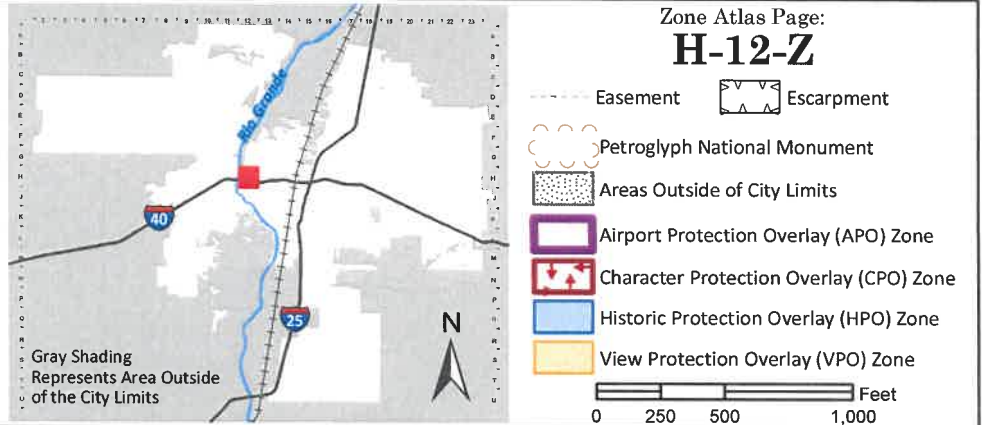 Zone Atlas Page:
H-12-Z
Easement
Escarpment
Petroglyph National Monument
Areas Outside of City Limits
Airport Protection Overlay (APO) Zone
Character Protection Overlay (CPO) Zone
Historic Protection Overlay (HPO) Zone
View Protection Overlay (VPO) Zone
Feet
0 250 500 1,000
Rio Grande
40
25
N
Gray Shading
Represents Area Outside
of the City Limits